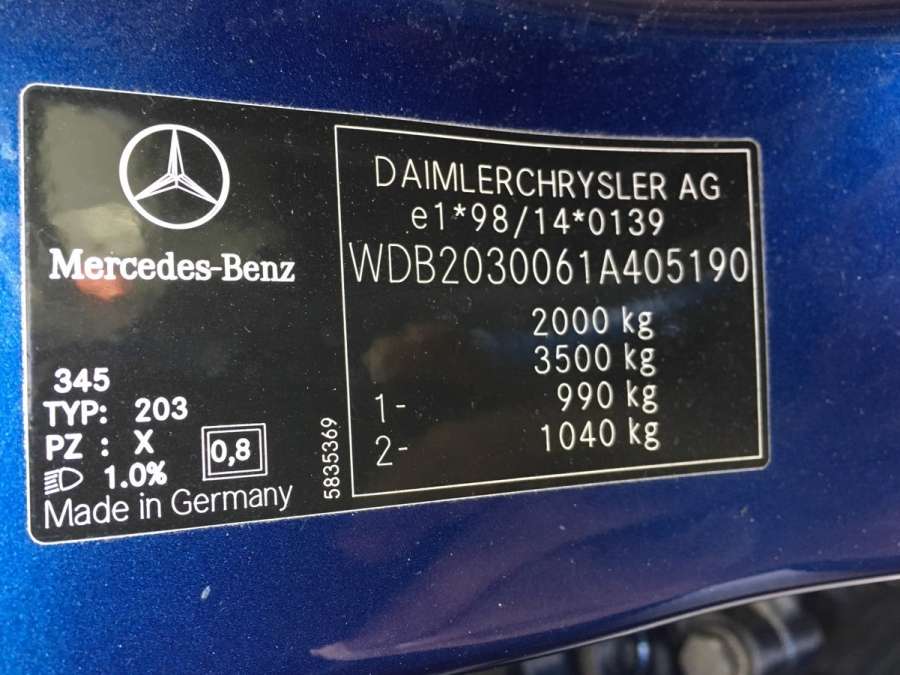 Mercedes-Benz
345
TYP: 203
PZ : X
1.0%
0,8
Made in Germany
5835369
DAIMLERCHRYSLER AG
e1*98/14*0139
WDB2030061A405190
2000 kg
3500 kg
1- 990 kg
2- 1040 kg